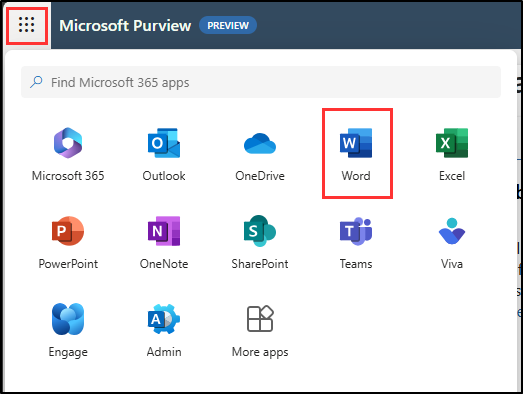 Microsoft Purview PREVIEW
Find Microsoft 365 apps
Microsoft 365 Outlook OneDrive Word Excel
PowerPoint OneNote SharePoint Teams Viva
Engage Admin More apps